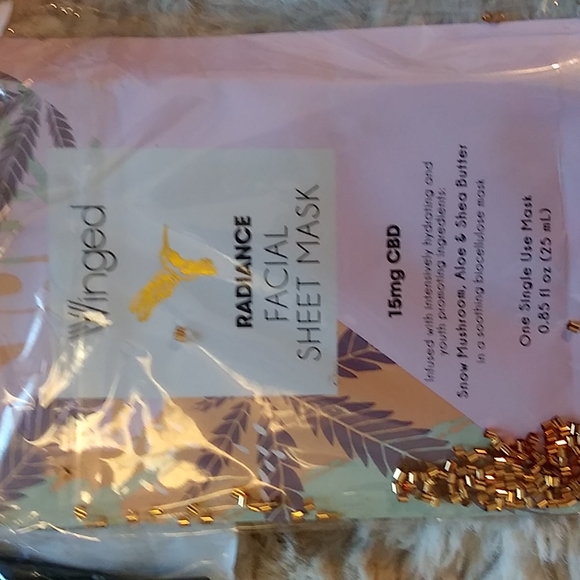 Winged
RADIANCE
FACIAL
SHEET MASK
15mg CBD
Infused with intensively hydrating and
youth promoting ingredients:
Snow Mushroom, Aloe & Shea Butter
in a soothing biocellulose mask
One Single Use Mask
0.85 fl oz (25 mL)